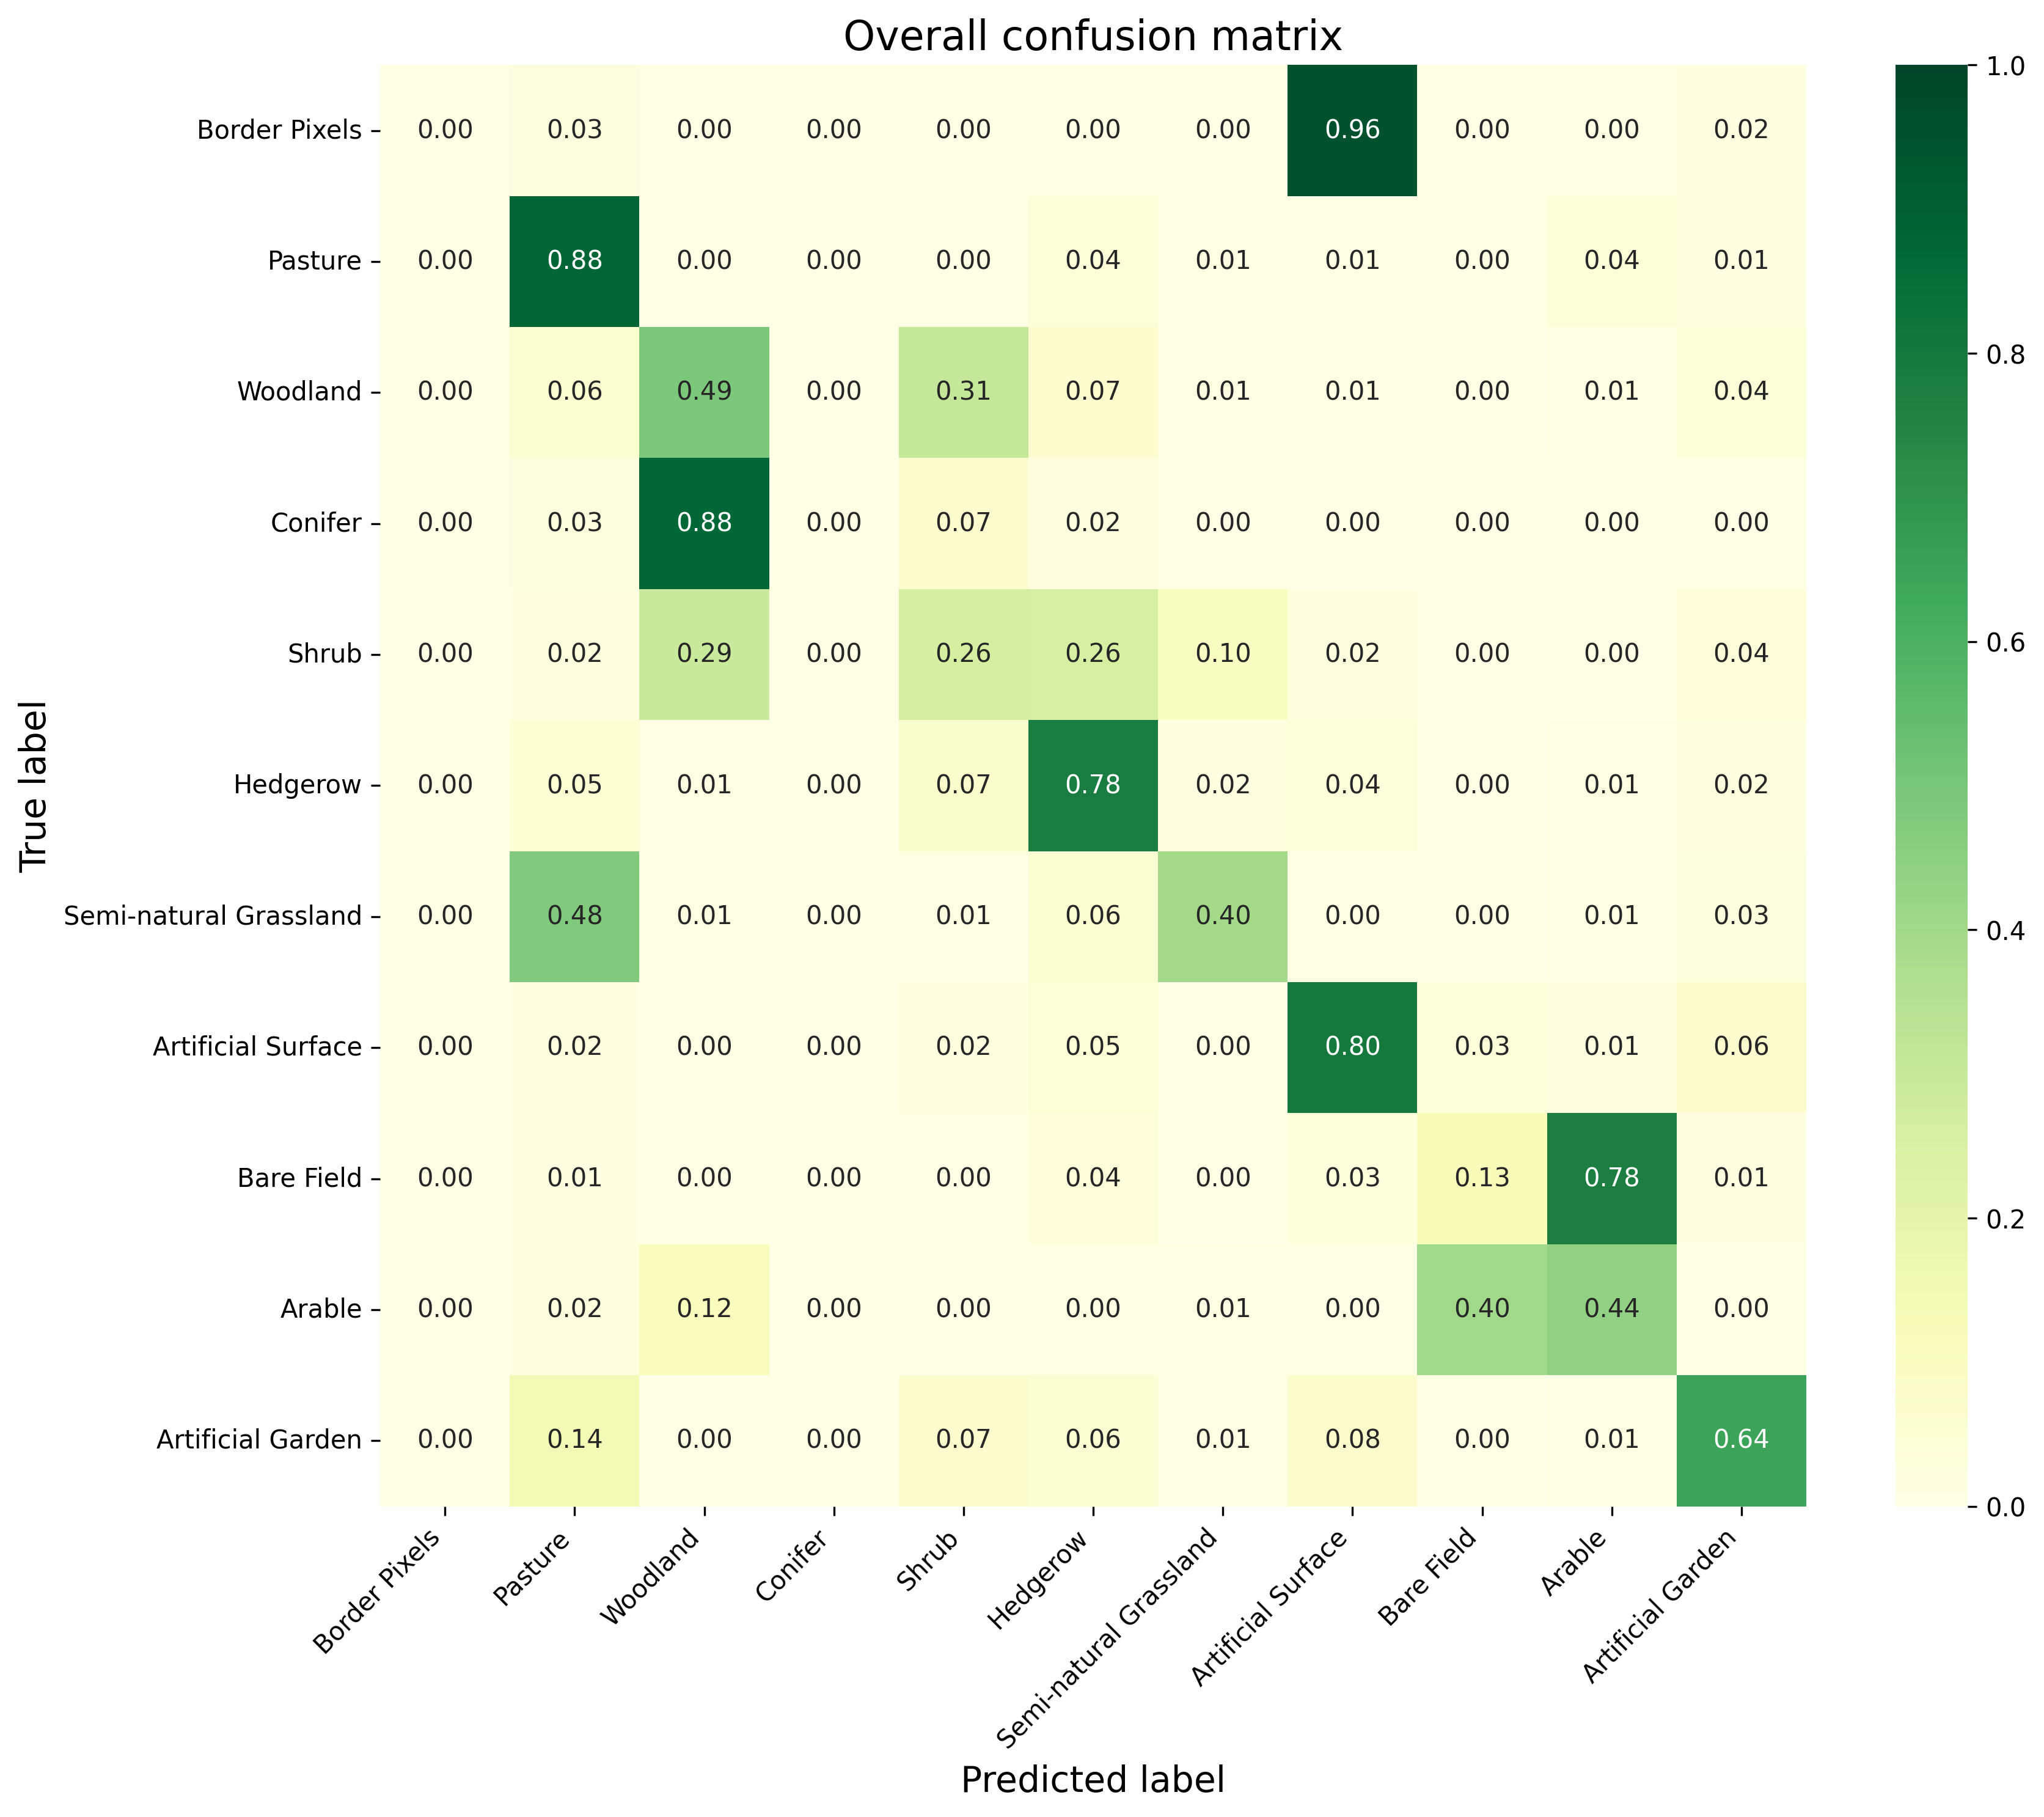 Overall confusion matrix
True label
Border Pixels 0.00 0.03 0.00 0.00 0.00 0.00 0.00 0.96 0.00 0.00 0.02
Pasture 0.00 0.88 0.00 0.00 0.00 0.04 0.01 0.01 0.00 0.04 0.01
Woodland 0.00 0.06 0.49 0.00 0.31 0.07 0.01 0.01 0.00 0.01 0.04
Conifer 0.00 0.03 0.88 0.00 0.07 0.02 0.00 0.00 0.00 0.00 0.00
Shrub 0.00 0.02 0.29 0.00 0.26 0.26 0.10 0.02 0.00 0.00 0.04
Hedgerow 0.00 0.05 0.01 0.00 0.07 0.78 0.02 0.04 0.00 0.01 0.02
Semi-natural Grassland 0.00 0.48 0.01 0.00 0.01 0.06 0.40 0.00 0.00 0.01 0.03
Artificial Surface 0.00 0.02 0.00 0.00 0.02 0.05 0.00 0.80 0.03 0.01 0.06
Bare Field 0.00 0.01 0.00 0.00 0.00 0.04 0.00 0.03 0.13 0.78 0.01
Arable 0.00 0.02 0.12 0.00 0.00 0.00 0.01 0.00 0.40 0.44 0.00
Artificial Garden 0.00 0.14 0.00 0.00 0.07 0.06 0.01 0.08 0.00 0.01 0.64
Border Pixels
Pasture
Woodland
Conifer
Shrub
Hedgerow
Semi-natural Grassland
Artificial Surface
Bare Field
Arable
Artificial Garden
Predicted label
1.0
0.8
0.6
0.4
0.2
0.0